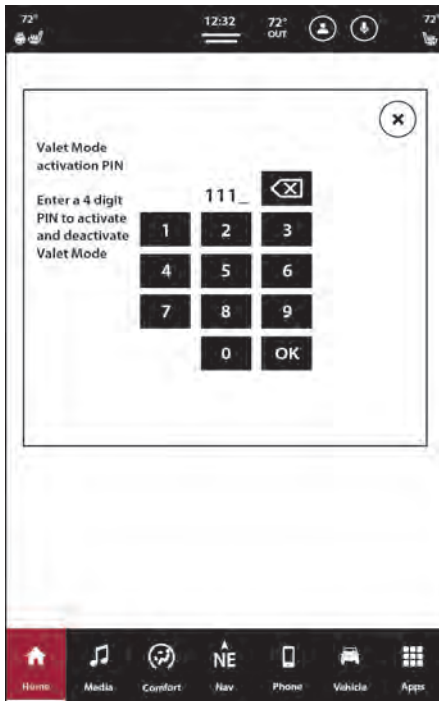 72° 12:32 72° 72°
OUT
Valet Mode
activation PIN
111_
Enter a 4 digit
PIN to activate
and deactivate
Valet Mode
1 2 3
4 5 6
7 8 9
0 OK
NE
Home Media Comfort Nav Phone Vehicle Apps